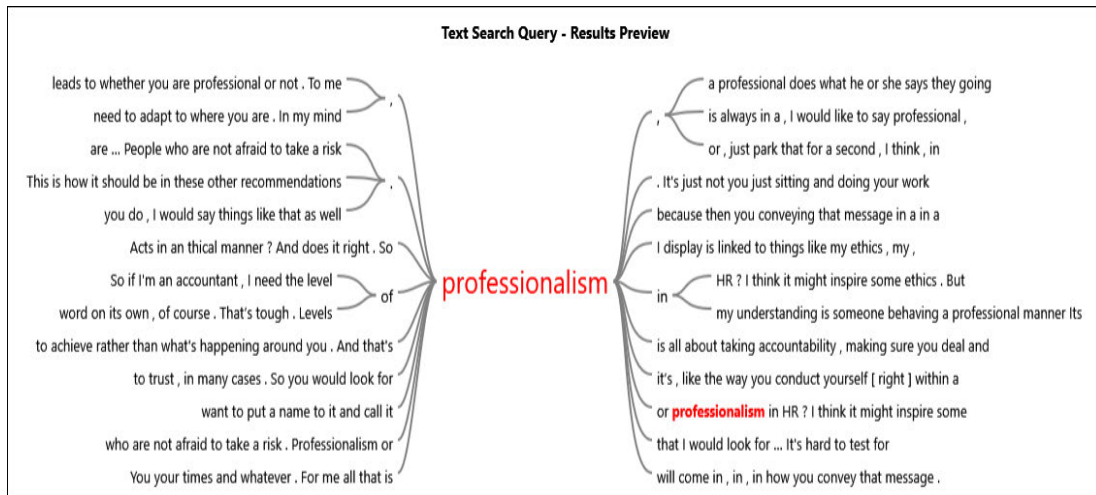 Text Search Query - Results Preview
leads to whether you are professional or not . To me
need to adapt to where you are . In my mind
,
are ... People who are not afraid to take a risk
This is how it should be in these other recommendations
you do , I would say things like that as well
.
Acts in an thical manner ? And does it right . So
So if I'm an accountant , I need the level
word on its own , of course . That's tough . Levels
of
to achieve rather than what's happening around you . And that's
to trust , in many cases . So you would look for
want to put a name to it and call it
who are not afraid to take a risk . Professionalism or
You your times and whatever . For me all that is
professionalism
,
a professional does what he or she says they going
is always in a , I would like to say professional ,
or , just park that for a second , I think , in
. It's just not you just sitting and doing your work
because then you conveying that message in a in a
I display is linked to things like my ethics , my ,
in
HR ? I think it might inspire some ethics . But
my understanding is someone behaving a professional manner Its
is all about taking accountability , making sure you deal and
it's , like the way you conduct yourself [ right ] within a
or professionalism in HR ? I think it might inspire some
that I would look for ... It's hard to test for
will come in , in , in how you convey that message .